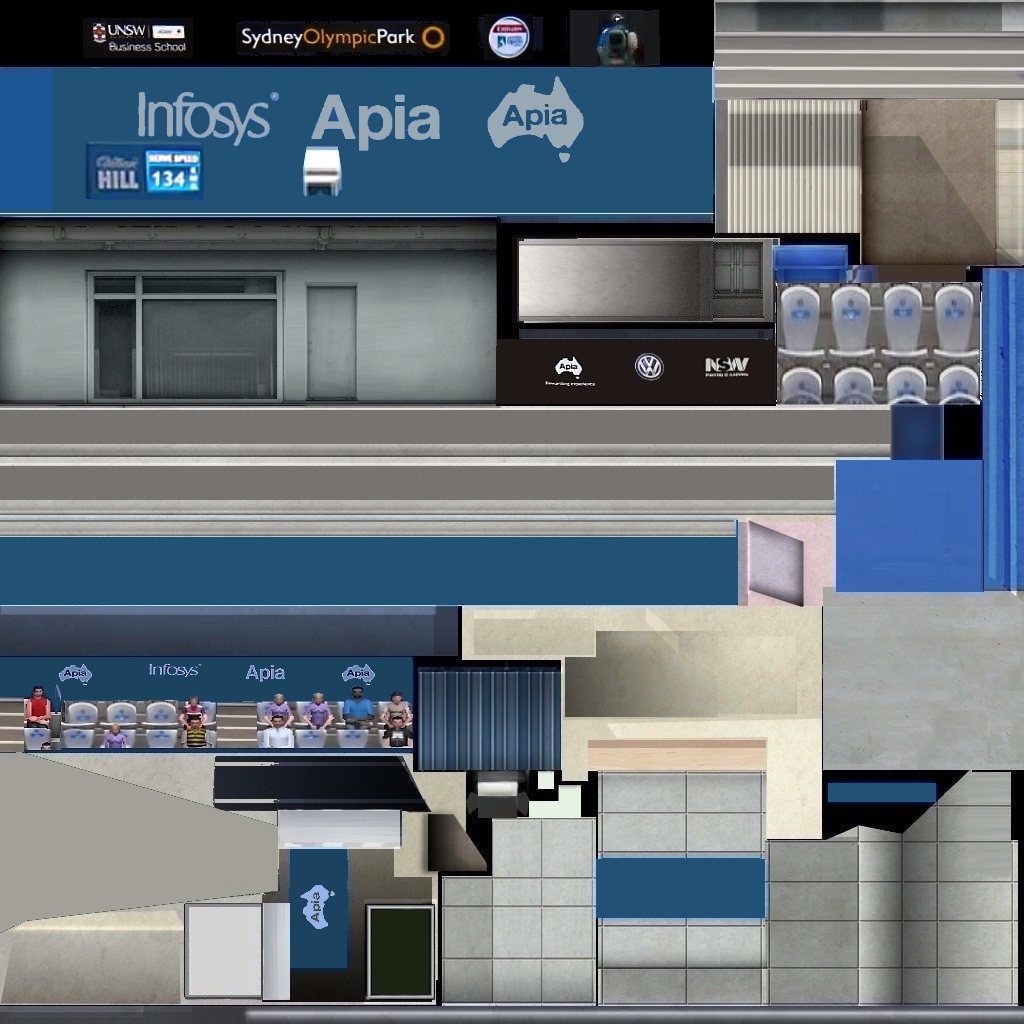 UNSW
Business School
SydneyOlympicPark
Infosys
Apia
Apia
HILL
SERVE SPEED
134
Apia
NSW
Apia
Infosys
Apia
Apia
Apia